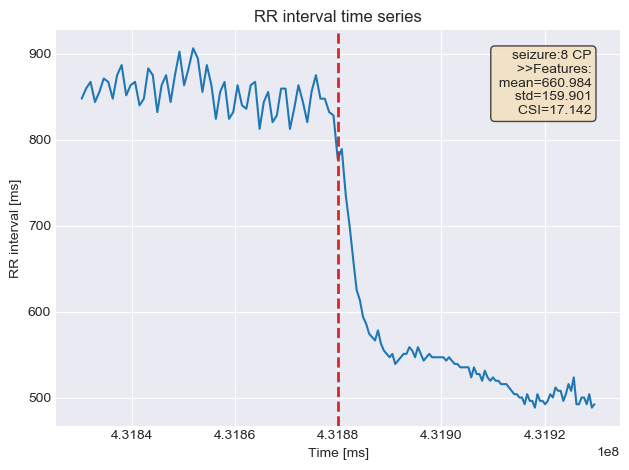 RR interval time series
seizure:8 CP
>>Features:
mean=660.984
std=159.901
CSI=17.142
900
800
700
600
500
RR interval [ms]
4.3184
4.3186
4.3188
4.3190
4.3192
1e8
Time [ms]